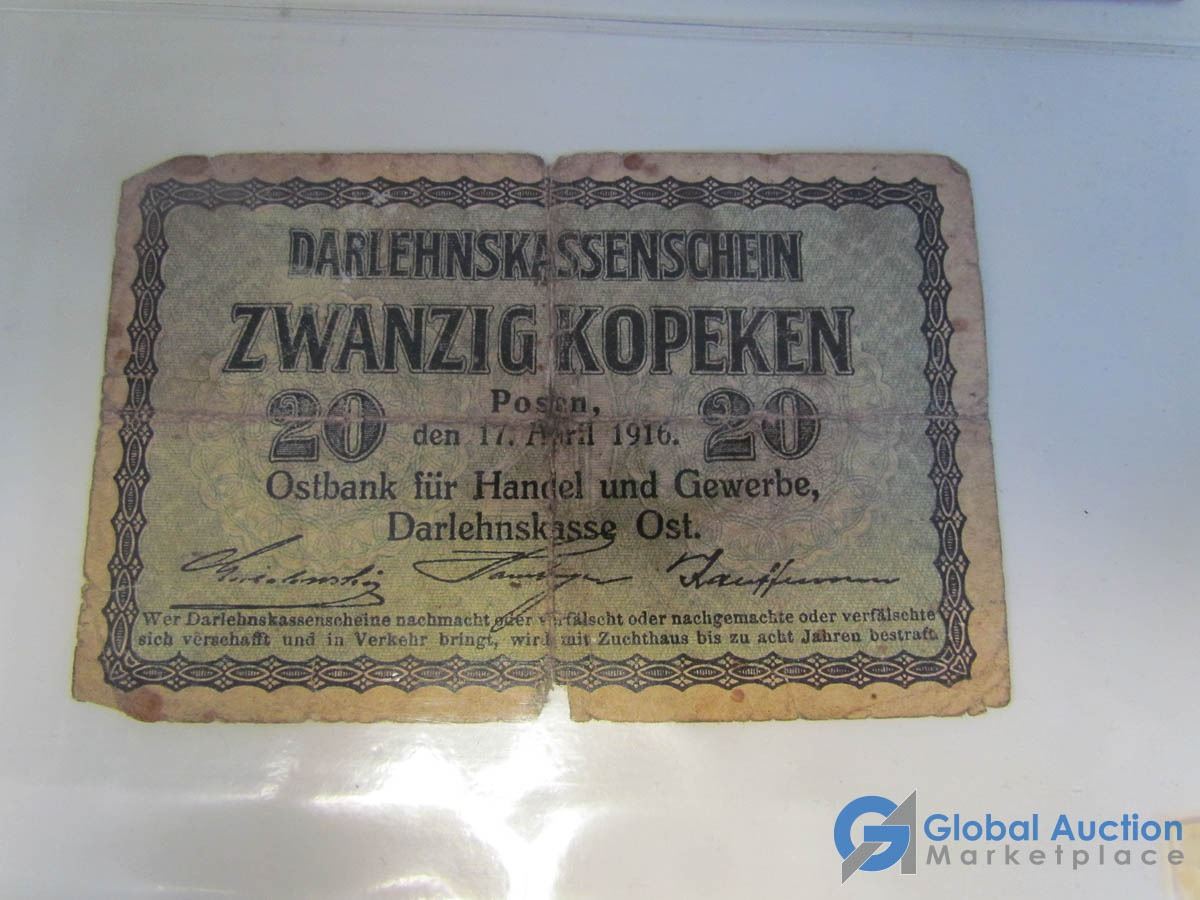 DARLEHNSKASSENSCHEIN
ZWANZIG KOPEKEN
20 Posen, 20
den 17. April 1916.
Ostbank für Handel und Gewerbe,
Darlehnskasse Ost.
Kauffmann
Wer Darlehnskassenscheine nachmacht oder verfälscht oder nachgemachte oder verfälschte
sich verschafft und in Verkehr bringt, wird mit Zuchthaus bis zu acht Jahren bestraft.
Global Auction
Marketplace